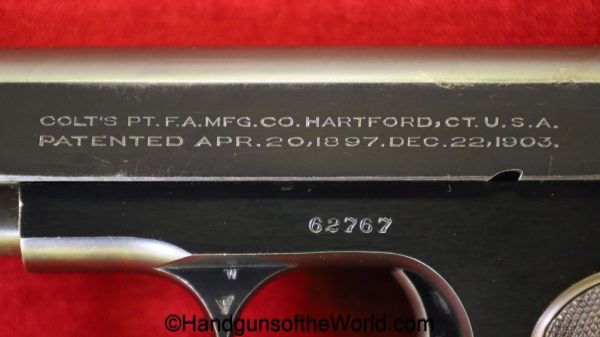 COLT'S PT. F.A. MFG. CO. HARTFORD, CT. U.S.A.
PATENTED APR. 20, 1897. DEC. 22, 1903.
62767
W
©HandgunsoftheWorld.com